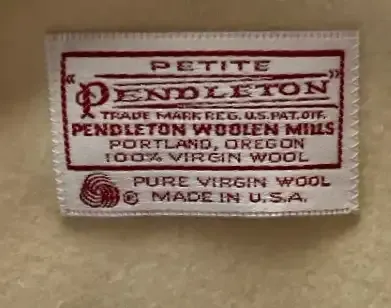 PETITE
"PENDLETON"
TRADE MARK REG. U.S. PAT. OFF.
PENDLETON WOOLEN MILLS
PORTLAND, OREGON
100% VIRGIN WOOL
PURE VIRGIN WOOL
© MADE IN U.S.A.